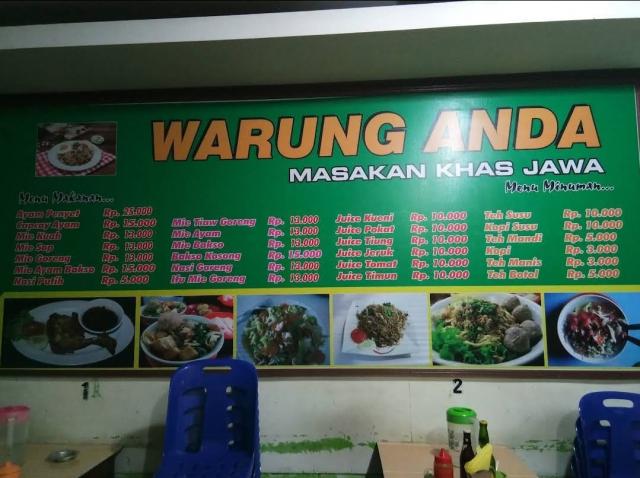 WARUNG ANDA
MASAKAN KHAS JAWA
Menu Makanan...
Ayam Penyet Rp. 25.000
Capcay Ayam Rp. 15.000
Mie Kuah Rp. 13.000
Mie Sop Rp. 13.000
Mie Goreng Rp. 13.000
Mie Ayam Bakso Rp. 15.000
Nasi Putih Rp. 5.000
Mie Tiaw Goreng Rp. 13.000
Mie Ayam Rp. 13.000
Mie Bakso Rp. 13.000
Bakso Kosong Rp. 15.000
Nasi Goreng Rp. 13.000
Ifu Mie Goreng Rp. 13.000
Menu Minuman...
Juice Kueni Rp. 10.000
Juice Pokat Rp. 10.000
Juice Tiung Rp. 10.000
Juice Jeruk Rp. 10.000
Juice Tomat Rp. 10.000
Juice Timun Rp. 10.000
Teh Susu Rp. 10.000
Kopi Susu Rp. 10.000
Teh Mandi Rp. 5.000
Kopi Rp. 3.000
Teh Manis Rp. 3.000
Teh Botol Rp. 5.000
1
2